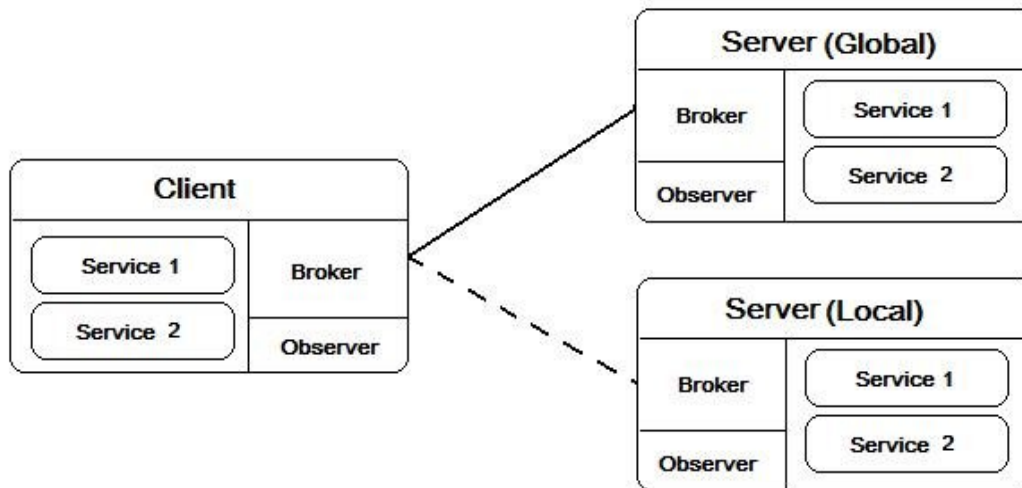 Client
Service 1
Service 2
Broker
Observer
Server (Global)
Broker
Observer
Service 1
Service 2
Server (Local)
Broker
Observer
Service 1
Service 2